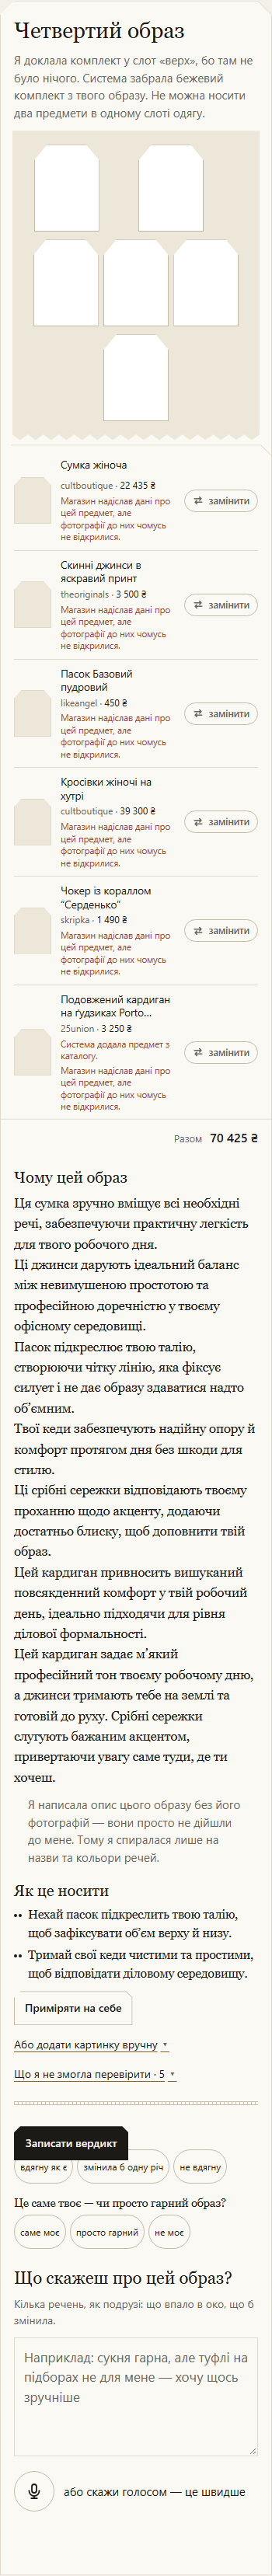 Четвертий образ
Я доклала комплект у слот «верх», бо там не
було нічого. Система забрала бежевий
комплект з твого образу. Не можна носити
два предмети в одному слоті одягу.
Сумка жіноча
cultboutique · 22 435 ₴
Магазин надіслав дані про
цей предмет, але
фотографії до них чомусь
не відкрилися.
замінити
Скинні джинси в
яскравий принт
theoriginals · 3 500 ₴
Магазин надіслав дані про
цей предмет, але
фотографії до них чомусь
не відкрилися.
замінити
Пасок Базовий
пудровий
likeangel · 450 ₴
Магазин надіслав дані про
цей предмет, але
фотографії до них чомусь
не відкрилися.
замінити
Кросівки жіночі на
хутрі
cultboutique · 39 300 ₴
Магазин надіслав дані про
цей предмет, але
фотографії до них чомусь
не відкрилися.
замінити
Чокер із кораллом
“Серденько”
skripka · 1 490 ₴
Магазин надіслав дані про
цей предмет, але
фотографії до них чомусь
не відкрилися.
замінити
Подовжений кардиган
на ґудзиках Porto...
25union · 3 250 ₴
Система додала предмет з
каталогу.
Магазин надіслав дані про
цей предмет, але
фотографії до них чомусь
не відкрилися.
замінити
Разом 70 425 ₴
Чому цей образ
Ця сумка зручно вміщує всі необхідні
речі, забезпечуючи практичну легкість
для твого робочого дня.
Ці джинси дарують ідеальний баланс
між невимушеною простотою та
професійною доречністю у твоєму
офісному середовищі.
Пасок підкреслює твою талію,
створюючи чітку лінію, яка фіксує
силует і не дає образу здаватися надто
об’ємним.
Твої кеди забезпечують надійну опору й
комфорт протягом дня без шкоди для
стилю.
Ці срібні сережки відповідають твоєму
проханню щодо акценту, додаючи
достатньо блиску, щоб доповнити твій
образ.
Цей кардиган привносить вишуканий
повсякденний комфорт у твій робочий
день, ідеально підходячи для рівня
ділової формальності.
Цей кардиган задає м’який
професійний тон твоєму робочому дню,
а джинси тримають тебе на землі та
готовій до руху. Срібні сережки
слугують бажаним акцентом,
привертаючи увагу саме туди, де ти
хочеш.
Я написала опис цього образу без його
фотографій — вони просто не дійшли
до мене. Тому я спиралася лише на
назви та кольори речей.
Як це носити
Нехай пасок підкреслить твою талію,
щоб зафіксувати об’єм верху й низу.
Тримай свої кеди чистими та простими,
щоб відповідати діловому середовищу.
Приміряти на себе
Або додати картинку вручну
Що я не змогла перевірити · 5
Записати вердикт
вдягну як є
змінила б одну річ
не вдягну
Це саме твоє — чи просто гарний образ?
саме моє
просто гарний
не моє
Що скажеш про цей образ?
Кілька речень, як подрузі: що впало в око, що б
змінила.
Наприклад: сукня гарна, але туфлі на
підборах не для мене — хочу щось
зручніше
або скажи голосом — це швидше